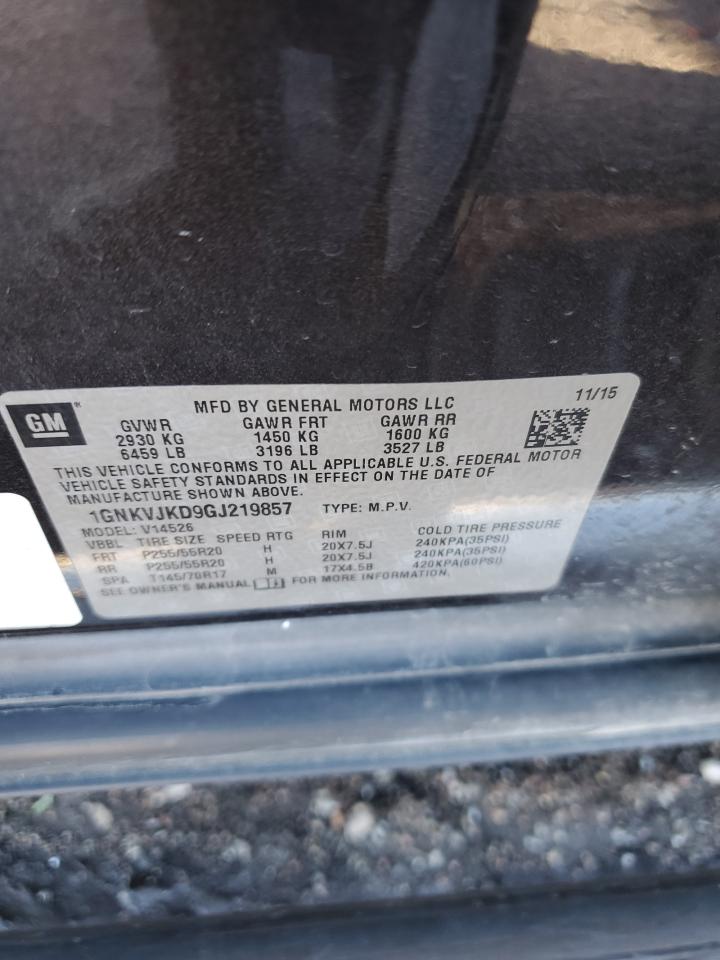 GM ®
MFD BY GENERAL MOTORS LLC 11/15
GVWR GAWR FRT GAWR RR
2930 KG 1450 KG 1600 KG
6459 LB 3196 LB 3527 LB
THIS VEHICLE CONFORMS TO ALL APPLICABLE U.S. FEDERAL MOTOR
VEHICLE SAFETY STANDARDS IN EFFECT ON THE DATE OF
MANUFACTURE SHOWN ABOVE.
1GNKVJKD9GJ219857 TYPE: M.P.V.
MODEL: V14526
VBBL TIRE SIZE SPEED RTG RIM COLD TIRE PRESSURE
FRT P255/55R20 H 20X7.5J 240KPA(35PSI)
RR P255/55R20 H 20X7.5J 240KPA(35PSI)
SPA T145/70R17 M 17X4.5B 420KPA(60PSI)
SEE OWNER'S MANUAL FOR MORE INFORMATION.